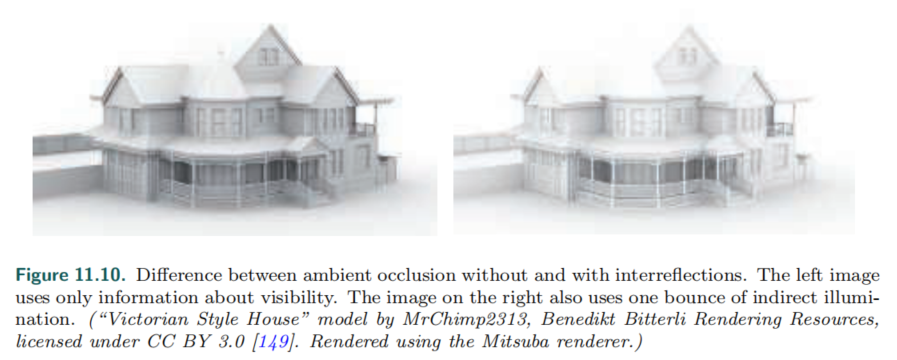 Figure 11.10. Difference between ambient occlusion without and with interreflections. The left image
uses only information about visibility. The image on the right also uses one bounce of indirect illumi-
nation. (“Victorian Style House” model by MrChimp2313, Benedikt Bitterli Rendering Resources,
licensed under CC BY 3.0 [149]. Rendered using the Mitsuba renderer.)